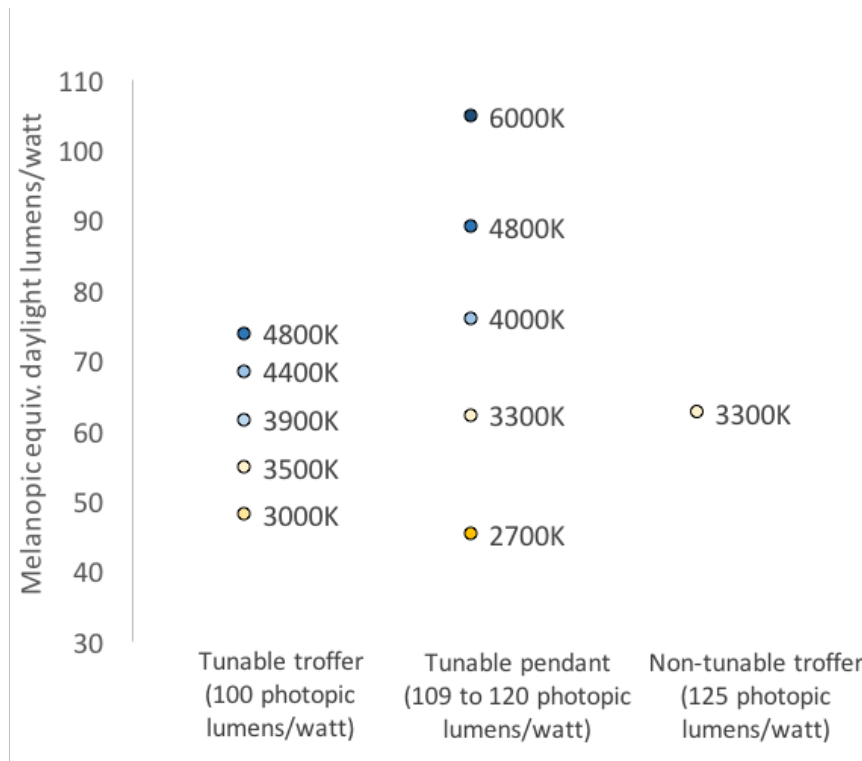 Melanopic equiv. daylight lumens/watt
110
100
90
80
70
60
50
40
30
4800K
4400K
3900K
3500K
3000K
6000K
4800K
4000K
3300K
2700K
3300K
Tunable troffer
(100 photopic
lumens/watt)
Tunable pendant
(109 to 120 photopic
lumens/watt)
Non-tunable troffer
(125 photopic
lumens/watt)